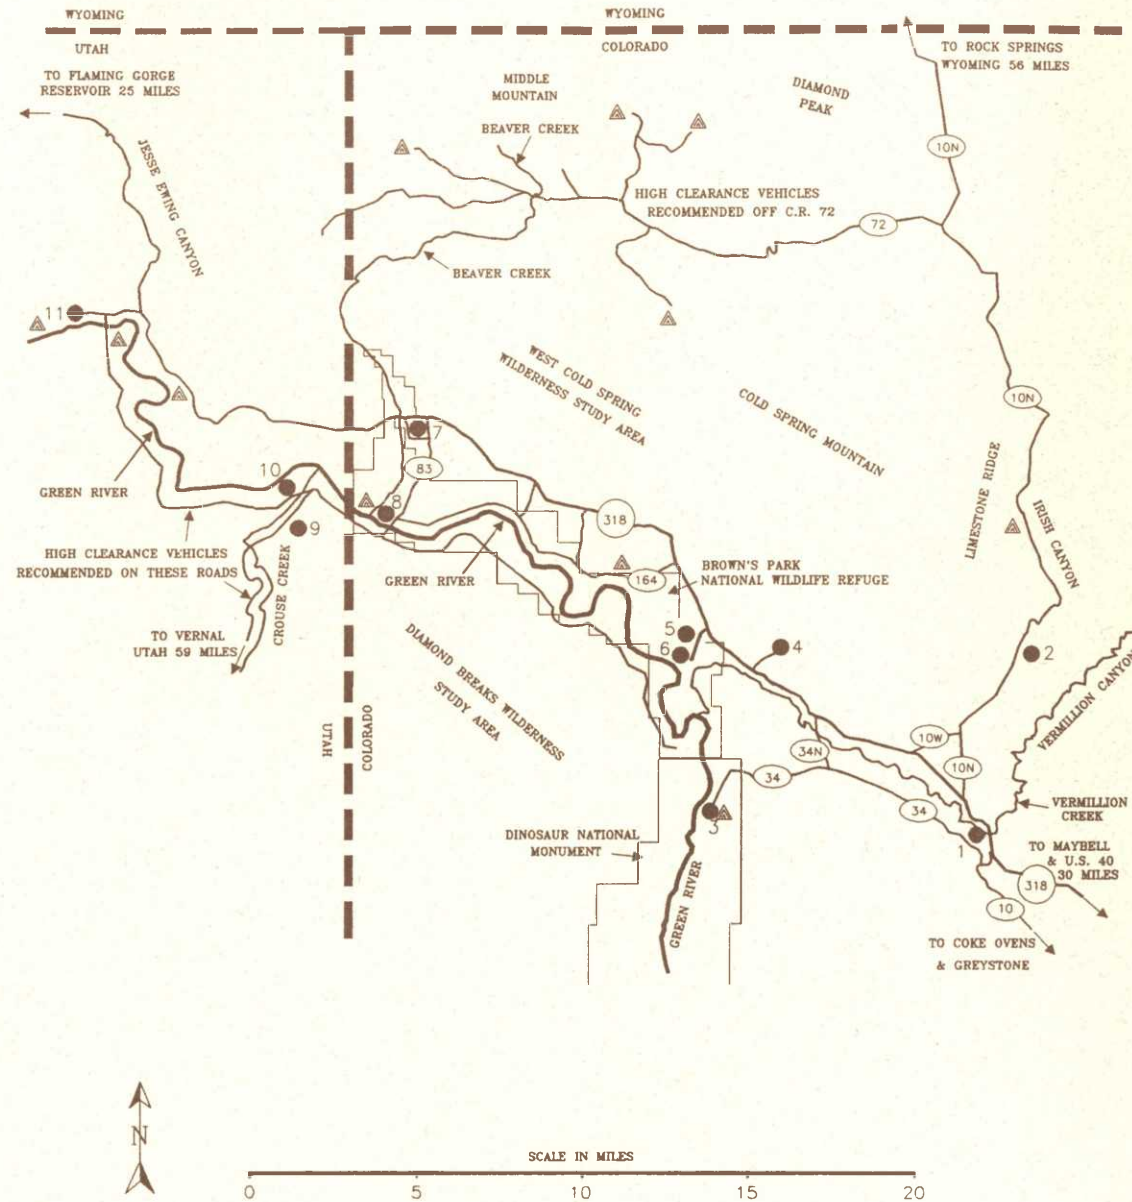 WYOMING
WYOMING
UTAH
COLORADO
TO FLAMING GORGE
RESERVOIR 25 MILES
TO ROCK SPRINGS
WYOMING 56 MILES
MIDDLE
MOUNTAIN
DIAMOND
PEAK
BEAVER CREEK
10N
JESSE EWING CANYON
HIGH CLEARANCE VEHICLES
RECOMMENDED OFF C.R. 72
72
BEAVER CREEK
11
WEST COLD SPRING
WILDERNESS STUDY AREA
COLD SPRING MOUNTAIN
10N
7
83
10
GREEN RIVER
8
318
9
LIMESTONE RIDGE
IRISH CANYON
HIGH CLEARANCE VEHICLES
RECOMMENDED ON THESE ROADS
CROUSE CREEK
GREEN RIVER
164
BROWN'S PARK
NATIONAL WILDLIFE REFUGE
TO VERNAL
UTAH 59 MILES
5
6
4
2
DIAMOND BREAKS WILDERNESS
STUDY AREA
VERMILLION CANYON
UTAH
COLORADO
10W
34N
10N
34
34
3
VERMILLION
CREEK
DINOSAUR NATIONAL
MONUMENT
1
TO MAYBELL
& U.S. 40
30 MILES
318
10
GREEN RIVER
TO COKE OVENS
& GREYSTONE
N
SCALE IN MILES
0 5 10 15 20